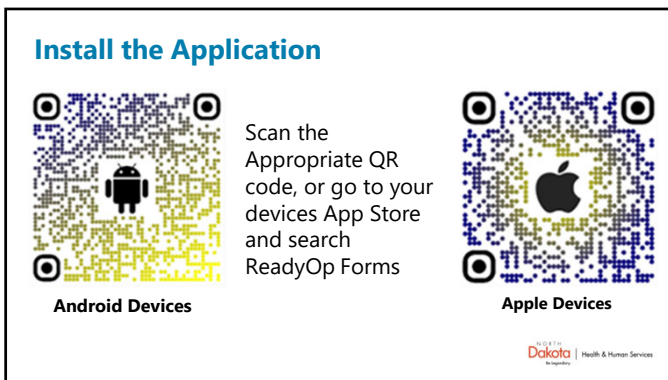 Install the Application
Scan the
Appropriate QR
code, or go to your
devices App Store
and search
ReadyOp Forms
Android Devices
Apple Devices
NORTH
Dakota | Health & Human Services
Be Legendary